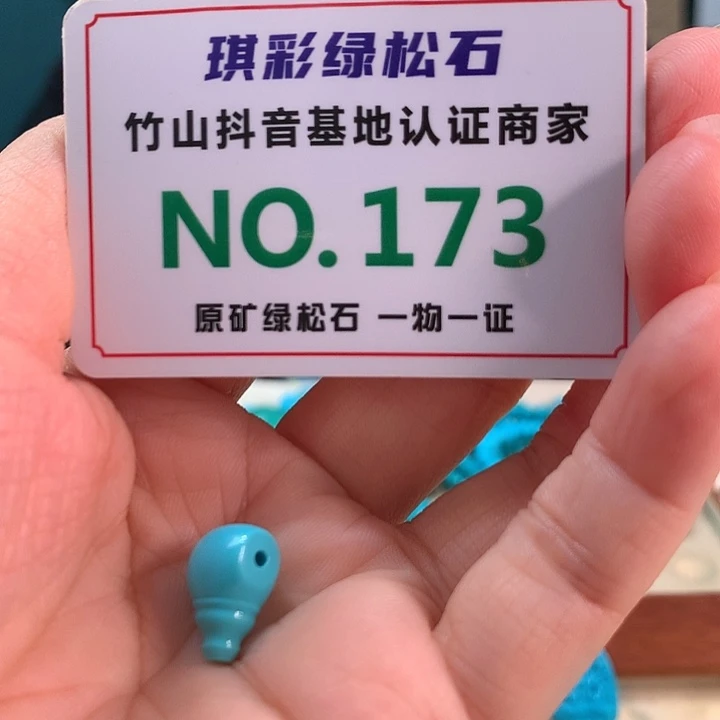 琪彩绿松石
竹山抖音基地认证商家
NO.173
原矿绿松石 一物一证